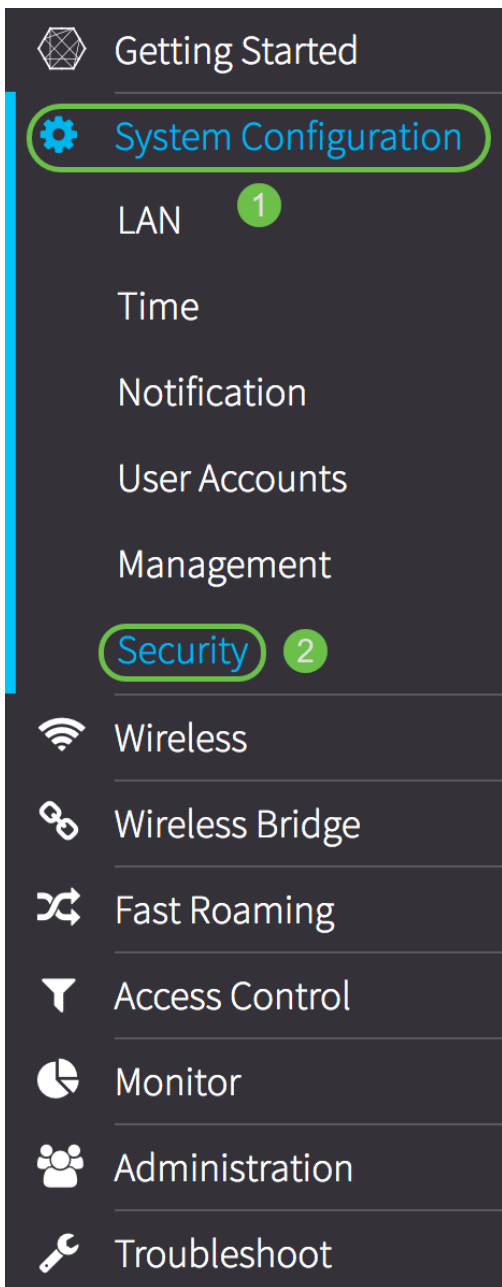 Getting Started
System Configuration
1
LAN
Time
Notification
User Accounts
Management
Security 2
Wireless
Wireless Bridge
Fast Roaming
Access Control
Monitor
Administration
Troubleshoot